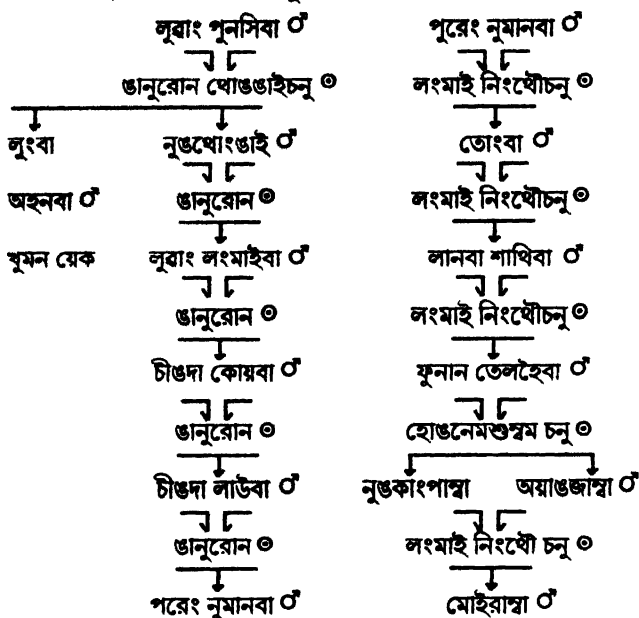 লুৱাং পুনসিবা ♂ পুরেং নুমানবা ♂
ঙানুরোন থোঙঙাইচনু ⊙ লংমাই নিংথৌচনু ⊙
লুংবা নুঙথোংঙাই ♂ তোংবা ♂
অহনবা ♂ ঙানুরোন ⊙ লংমাই নিংথৌচনু ⊙
খুমন য়েক লুৱাং লংমাইবা ♂ লানবা শাথিবা ♂
ঙানুরোন ⊙ লংমাই নিংথৌচনু ⊙
চীঙদা কোয়বা ♂ ফুনান তেলহৈবা ♂
ঙানুরোন ⊙ হোঙনেমশুম্বম চনু ⊙
চীঙদা লাউবা ♂ নুঙকাংপাম্বা অয়াঙজাম্বা ♂
ঙানুরোন ⊙ লংমাই নিংথৌ চনু ⊙
পরেং নুমানবা ♂ মোইরাম্বা ♂